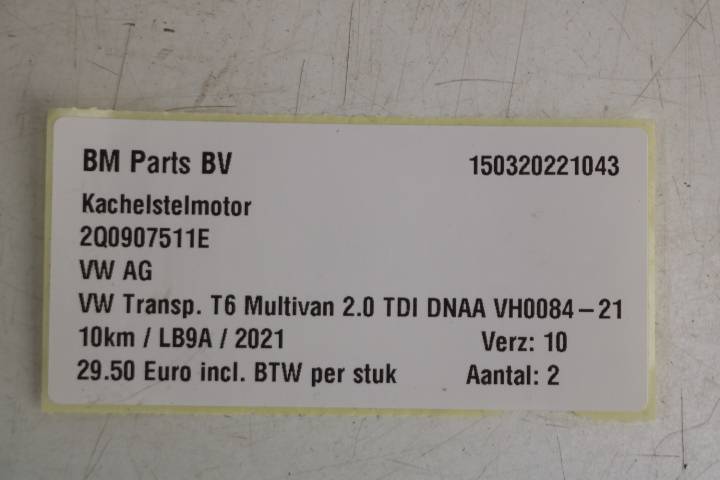 BM Parts BV 150320221043
Kachelstelmotor
2Q0907511E
VW AG
VW Transp. T6 Multivan 2.0 TDI DNAA VH0084-21
10km / LB9A / 2021 Verz: 10
29.50 Euro incl. BTW per stuk Aantal: 2